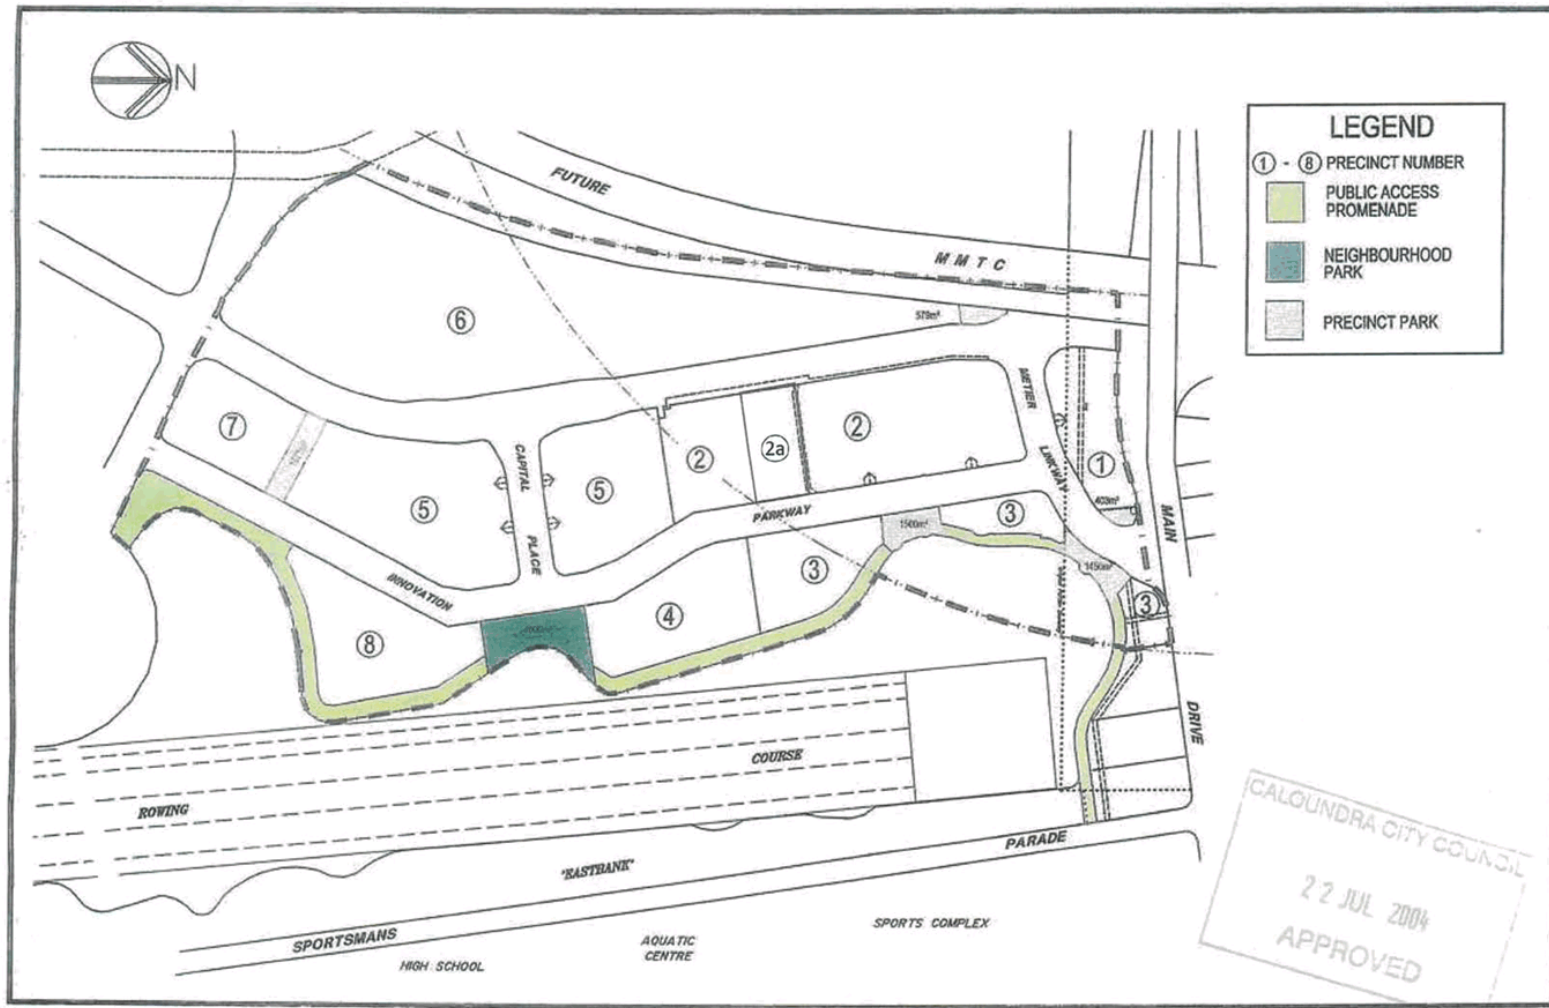 N
LEGEND
① - ⑧ PRECINCT NUMBER
PUBLIC ACCESS
PROMENADE
NEIGHBOURHOOD
PARK
PRECINCT PARK
FUTURE
M M T C
⑥
579m²
METIER
LINKWAY
①
403m²
MAIN
DRIVE
⑦
⑤
CAPITAL
PLACE
⑤
②
2a
②
PARKWAY
INNOVATION
③
1500m²
1450m²
③
③
④
⑧
COURSE
ROWING
'EASTBANK'
PARADE
SPORTSMANS
HIGH SCHOOL
AQUATIC
CENTRE
SPORTS COMPLEX
CALOUNDRA CITY COUNCIL
22 JUL 2004
APPROVED